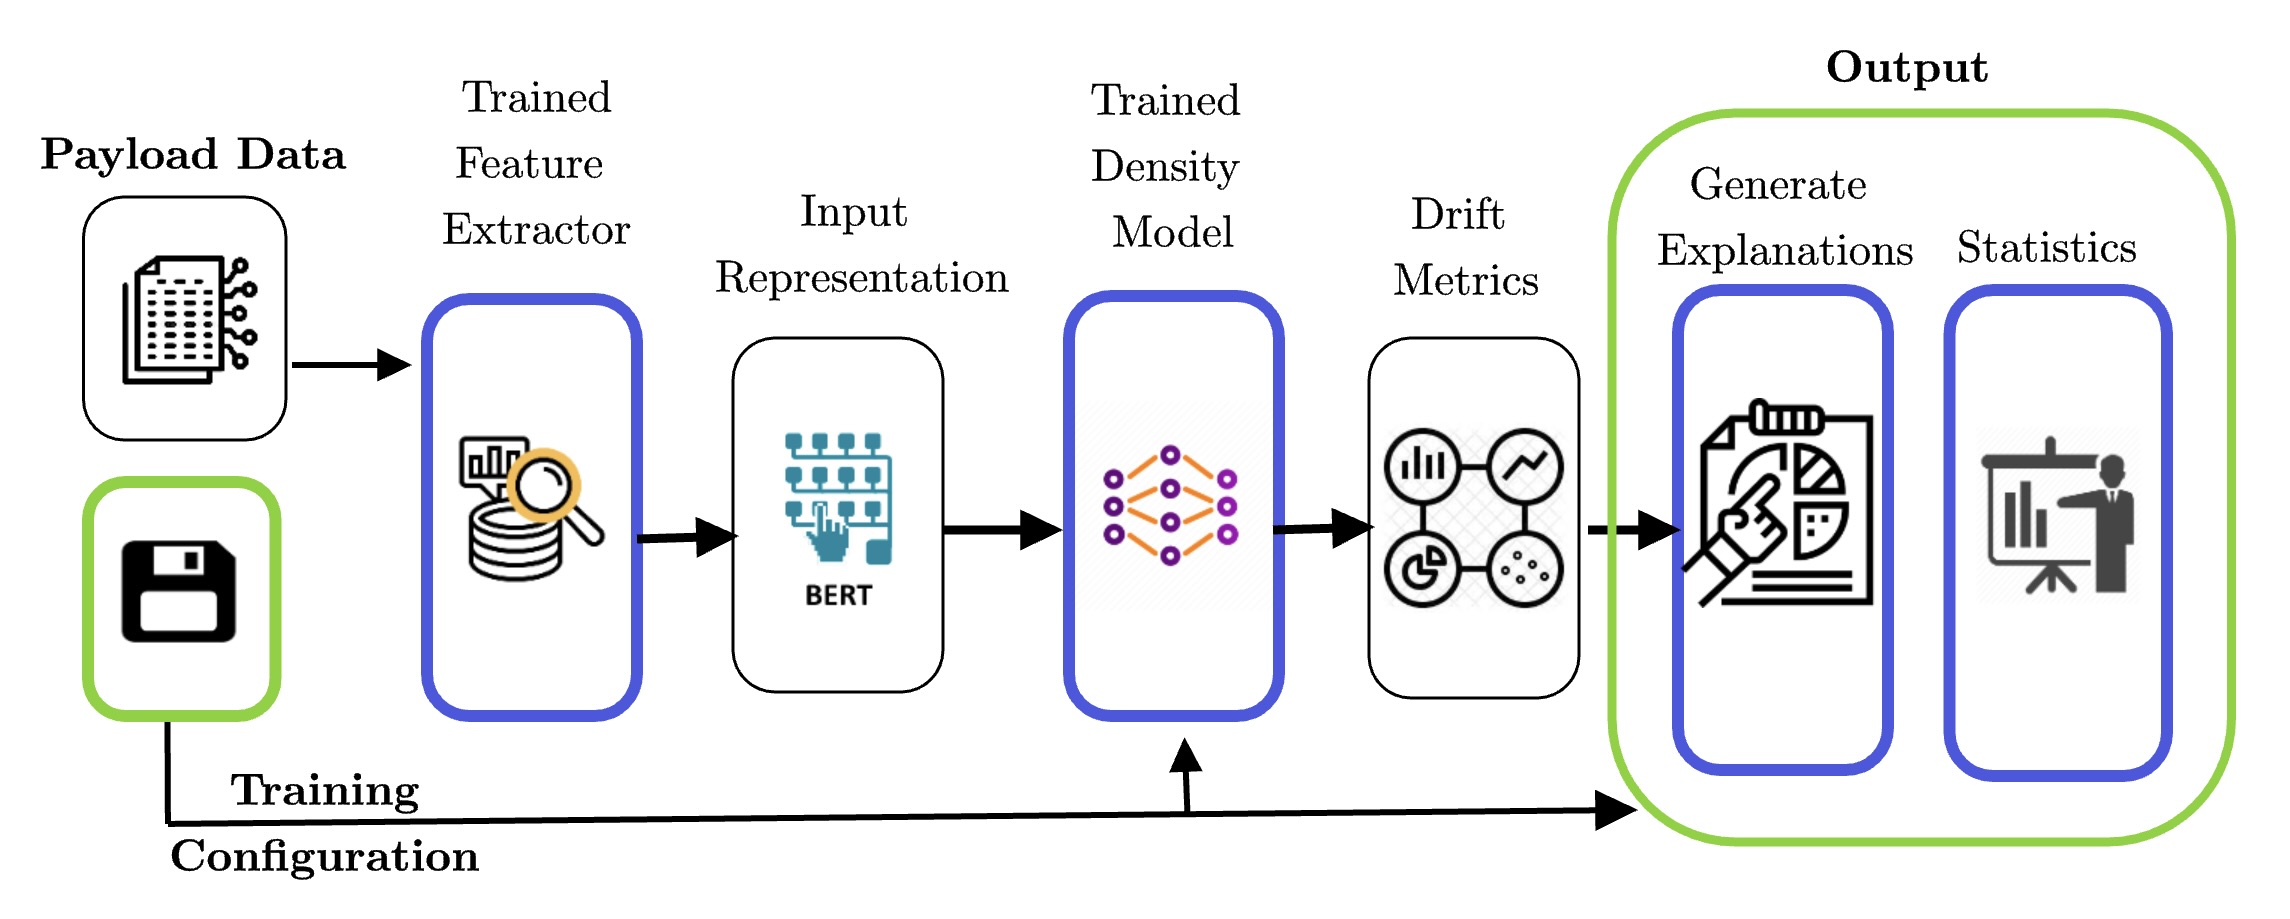 Payload Data
Trained
Feature
Extractor
Input
Representation
BERT
Trained
Density
Model
Drift
Metrics
Output
Generate
Explanations
Statistics
Training
Configuration